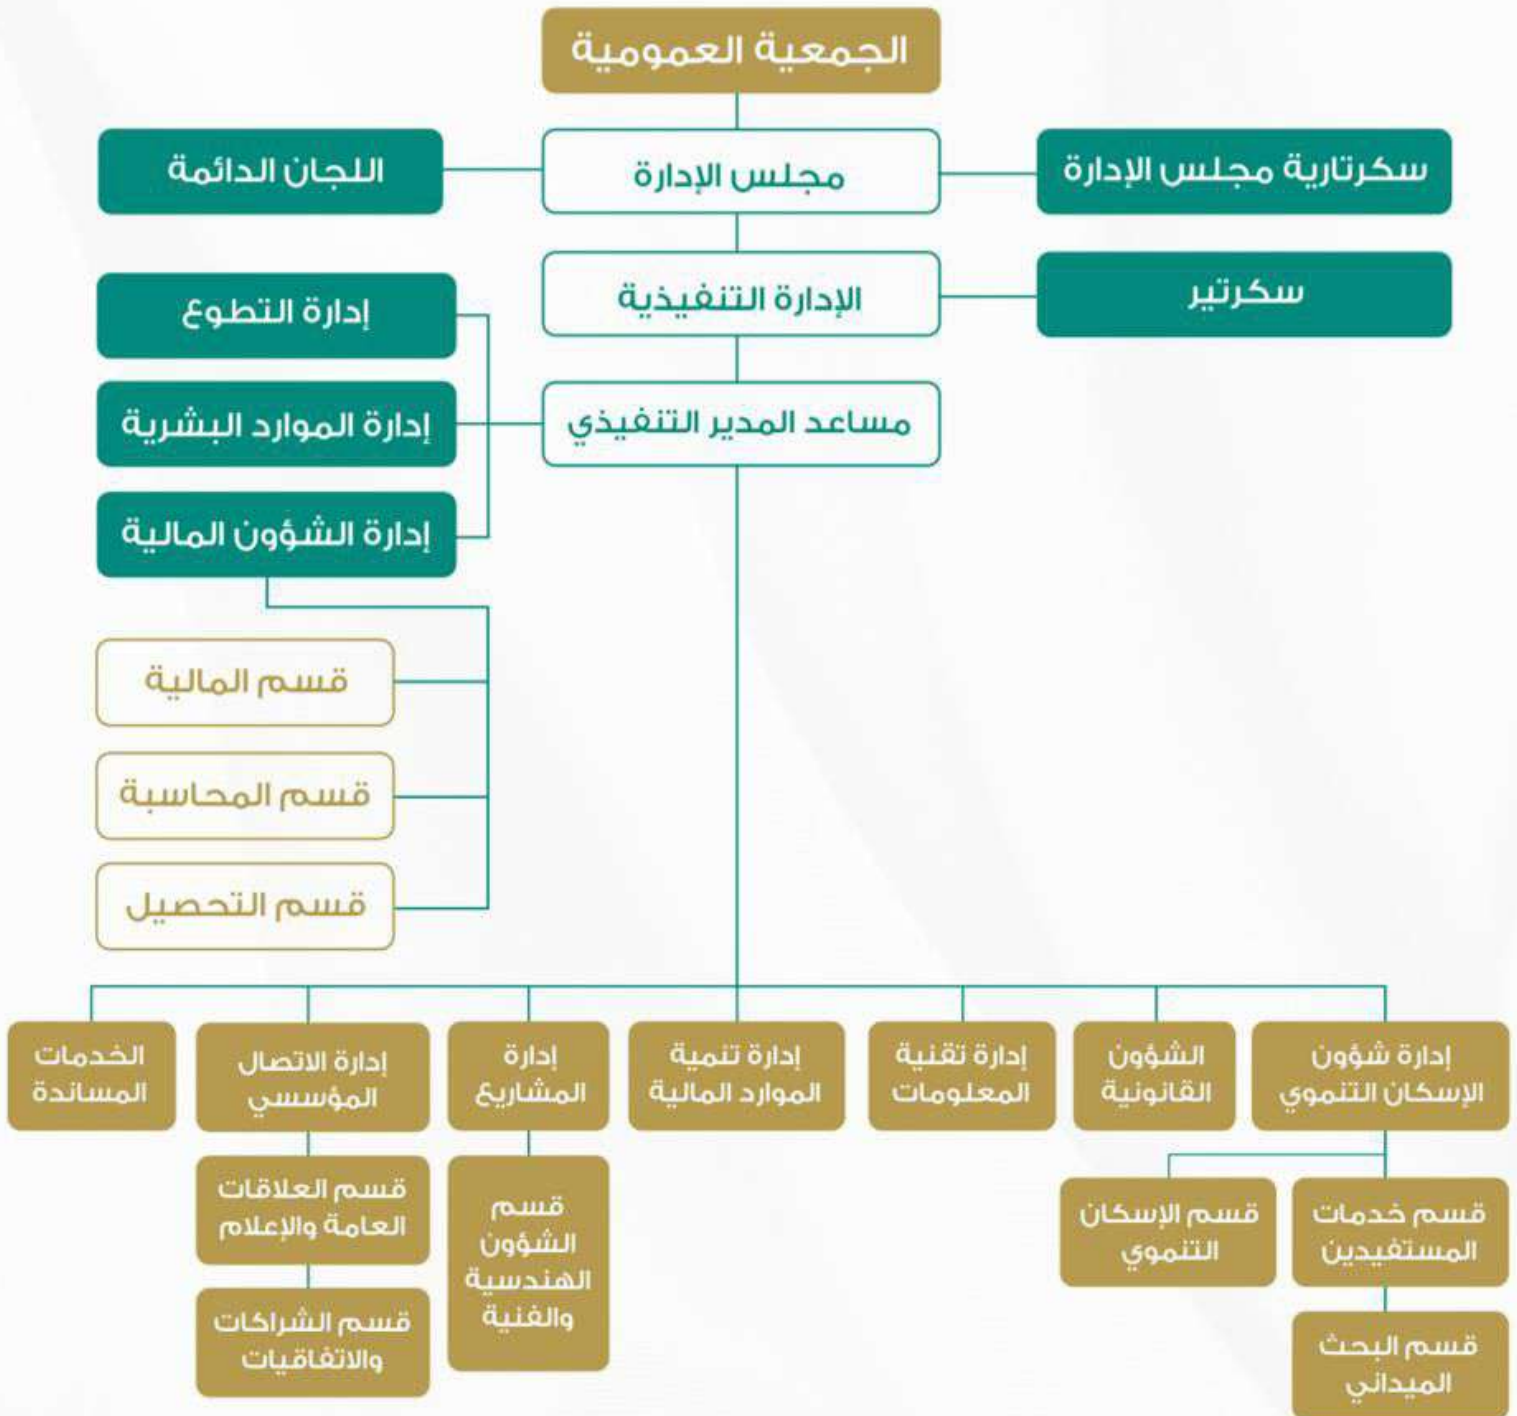 الجمعية العمومية
سكرتارية مجلس الإدارة
مجلس الإدارة
اللجان الدائمة
سكرتير
الإدارة التنفيذية
إدارة التطوع
مساعد المدير التنفيذي
إدارة الموارد البشرية
إدارة الشؤون المالية
قسم المالية
قسم المحاسبة
قسم التحصيل
إدارة شؤون
الإسكان التنموي
الشؤون
القانونية
إدارة تقنية
المعلومات
إدارة تنمية
الموارد المالية
إدارة
المشاريع
إدارة الاتصال
المؤسسي
الخدمات
المساندة
قسم خدمات
المستفيدين
قسم الإسكان
التنموي
قسم
الشؤون
الهندسية
والفنية
قسم العلاقات
العامة والإعلام
قسم البحث
الميداني
قسم الشراكات
والاتفاقيات